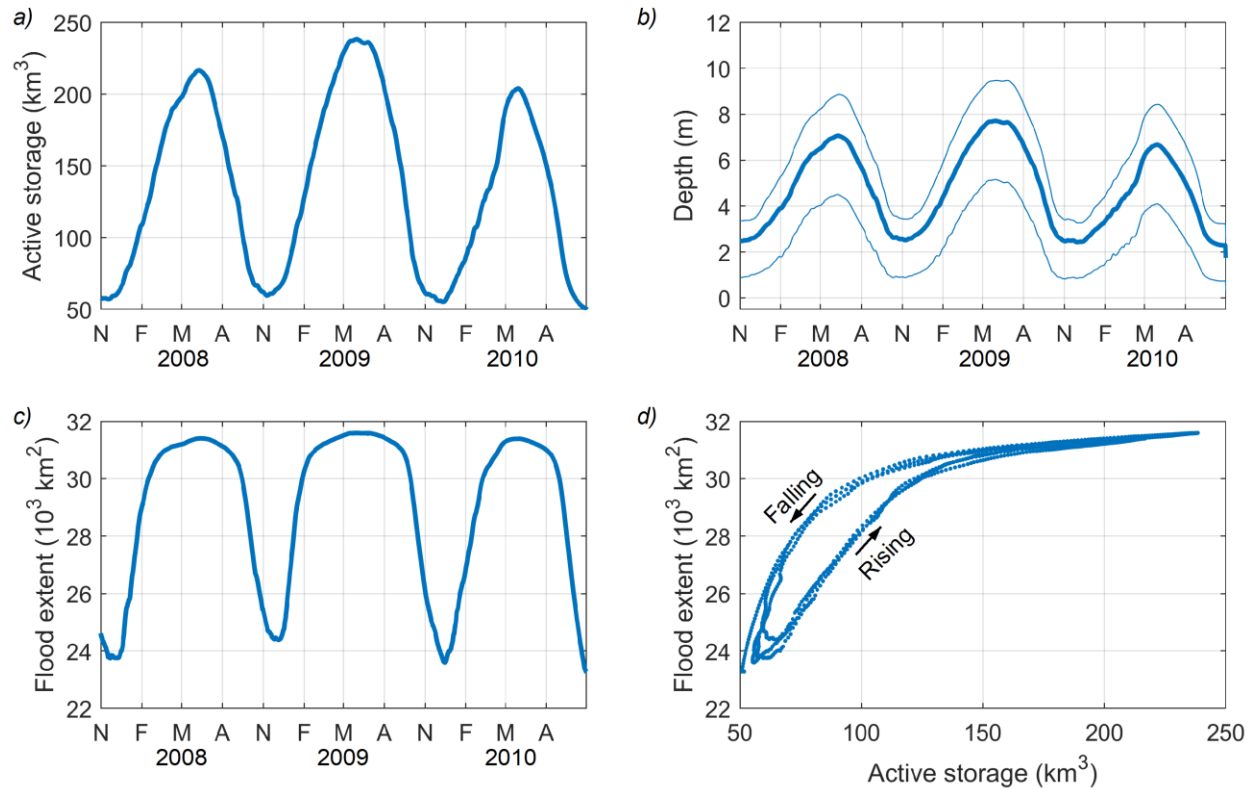 a)
250
200
150
100
50
Active storage (km³)
N F M A N F M A N F M A
2008 2009 2010
b)
12
10
8
6
4
2
0
Depth (m)
N F M A N F M A N F M A
2008 2009 2010
c)
32
30
28
26
24
22
Flood extent (10³ km²)
N F M A N F M A N F M A
2008 2009 2010
d)
32
30
28
26
24
22
Flood extent (10³ km²)
Falling
Rising
50 100 150 200 250
Active storage (km³)